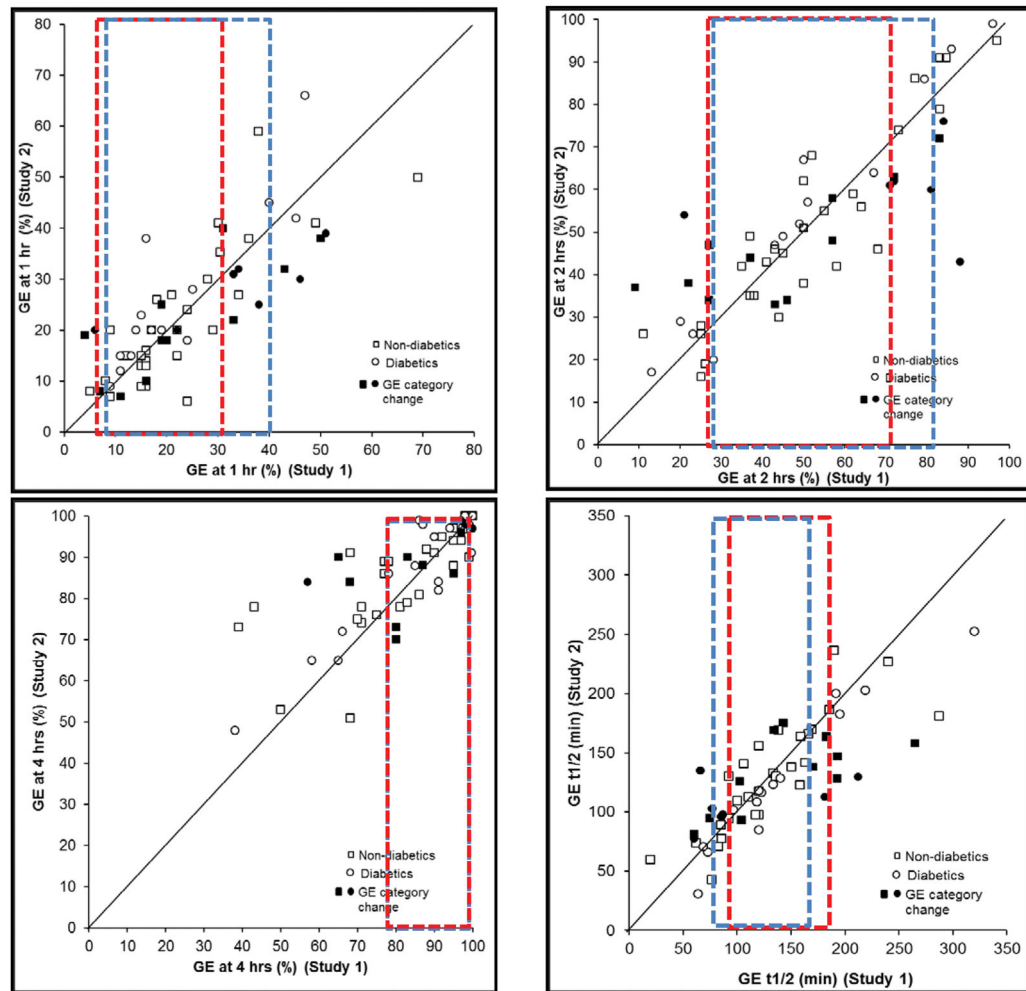 80
70
60
50
40
30
20
10
0
GE at 1 hr (%) (Study 2)
Non-diabetics
Diabetics
GE category
change
0 10 20 30 40 50 60 70 80
GE at 1 hr (%) (Study 1)
100
90
80
70
60
50
40
30
20
10
0
GE at 2 hrs (%) (Study 2)
Non-diabetics
Diabetics
GE category
change
0 10 20 30 40 50 60 70 80 90 100
GE at 2 hrs (%) (Study 1)
100
90
80
70
60
50
40
30
20
10
0
GE at 4 hrs (%) (Study 2)
Non-diabetics
Diabetics
GE category
change
0 10 20 30 40 50 60 70 80 90 100
GE at 4 hrs (%) (Study 1)
350
300
250
200
150
100
50
0
GE t1/2 (min) (Study 2)
Non-diabetics
Diabetics
GE category
change
0 50 100 150 200 250 300 350
GE t1/2 (min) (Study 1)